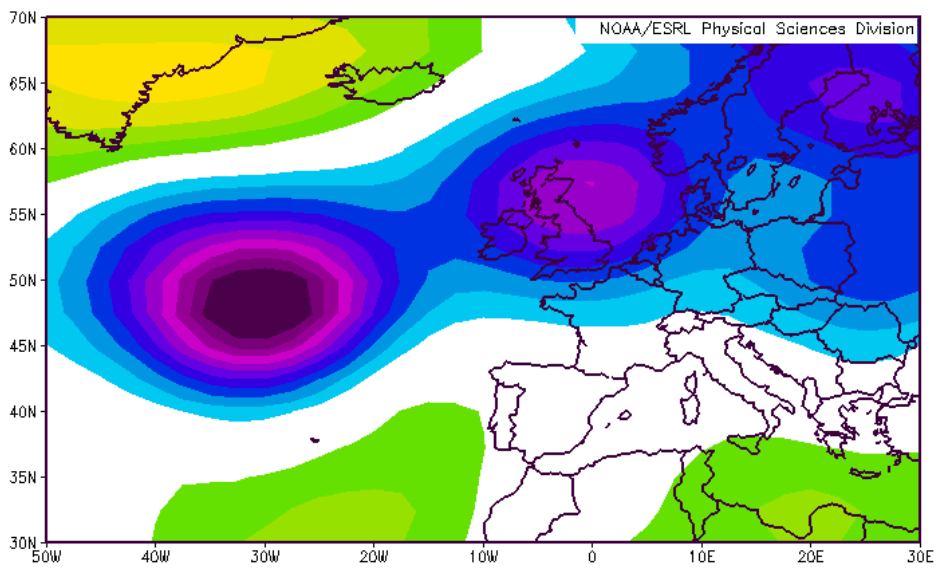 70N
NOAA/ESRL Physical Sciences Division
65N
60N
55N
50N
45N
40N
35N
30N
50W 40W 30W 20W 10W 0 10E 20E 30E